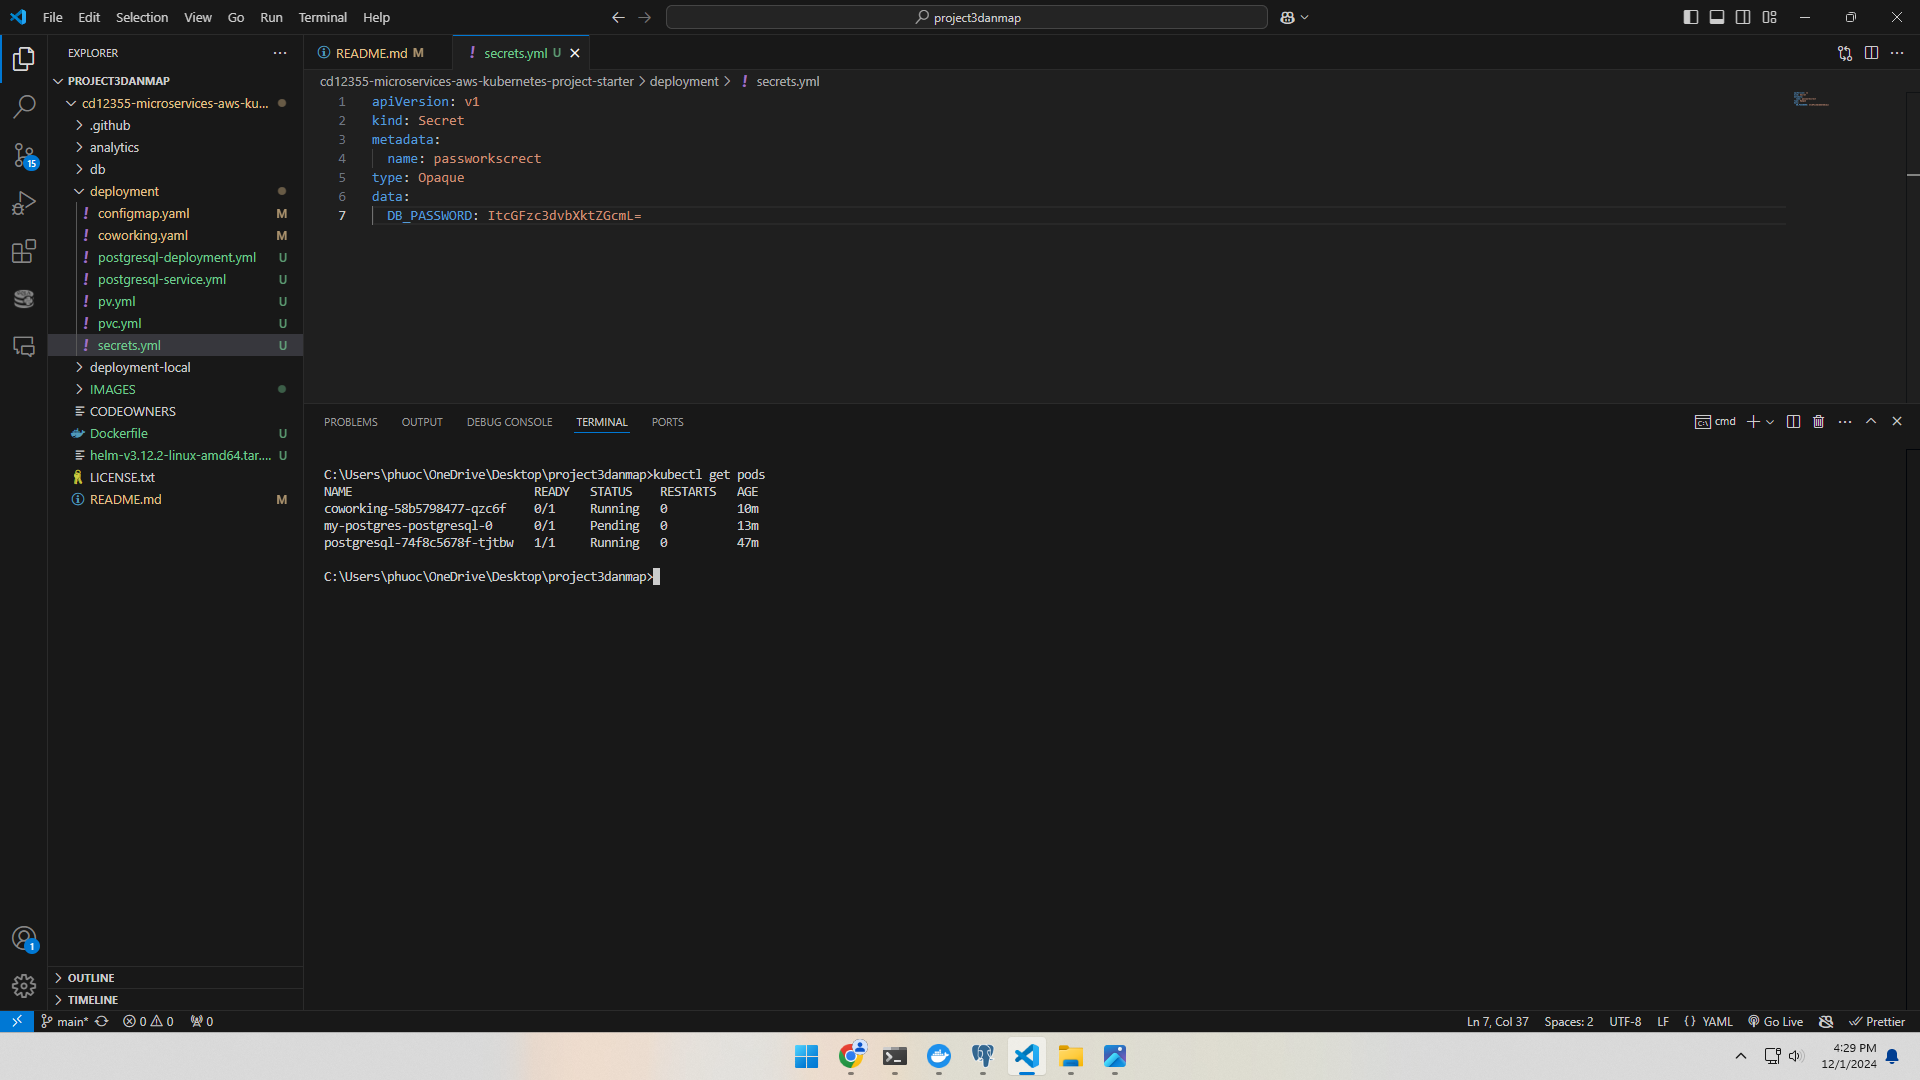 File Edit Selection View Go Run Terminal Help
project3danmap
EXPLORER
PROJECT3DANMAP
cd12355-microservices-aws-ku...
.github
analytics
db
deployment
configmap.yaml M
coworking.yaml M
postgresql-deployment.yml U
postgresql-service.yml U
pv.yml U
pvc.yml U
secrets.yml U
deployment-local
IMAGES
CODEOWNERS
Dockerfile U
helm-v3.12.2-linux-amd64.tar.... U
LICENSE.txt
README.md M
OUTLINE
TIMELINE
15
1
README.md M
secrets.yml U
cd12355-microservices-aws-kubernetes-project-starter > deployment > ! secrets.yml
1 apiVersion: v1
2 kind: Secret
3 metadata:
4 name: passworkscrect
5 type: Opaque
6 data:
7 DB_PASSWORD: ItcGFzc3dvbXktZGcmL=
PROBLEMS OUTPUT DEBUG CONSOLE TERMINAL PORTS
cmd
C:\Users\phuoc\OneDrive\Desktop\project3danmap>kubectl get pods
NAME READY STATUS RESTARTS AGE
coworking-58b5798477-qzc6f 0/1 Running 0 10m
my-postgres-postgresql-0 0/1 Pending 0 13m
postgresql-74f8c5678f-tjtbw 1/1 Running 0 47m
C:\Users\phuoc\OneDrive\Desktop\project3danmap>
main* 0 0 0
Ln 7, Col 37 Spaces: 2 UTF-8 LF {} YAML Go Live Prettier
4:29 PM
12/1/2024